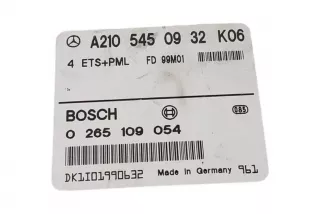 A210 545 09 32 K06
4 ETS+PML FD 99M01
BOSCH
0 265 109 054
DK1I01990632 Made in Germany 961